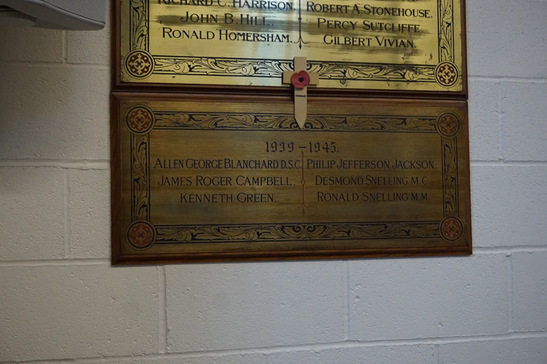 RICHARD C. HARRISON.
JOHN B. HILL.
RONALD HOMERSHAM.
ROBERT A. STONEHOUSE.
PERCY SUTCLIFFE.
GILBERT VIVIAN.
1939 – 1945.
ALLEN GEORGE BLANCHARD D.S.C.
JAMES ROGER CAMPBELL.
KENNETH GREEN.
PHILIP JEFFERSON JACKSON.
DESMOND SNELLING M.C.
RONALD SNELLING M.M.